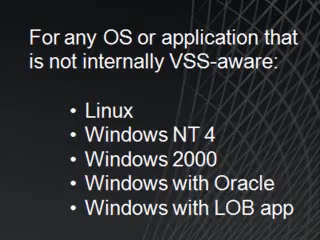 For any OS or application that
is not internally VSS-aware:
• Linux
• Windows NT 4
• Windows 2000
• Windows with Oracle
• Windows with LOB app